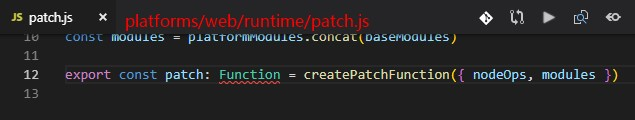 JS patch.js × platforms/web/runtime/patch.js
10 const modules = platformModules.concat(baseModules)
11
12 export const patch: Function = createPatchFunction({ nodeOps, modules })
13